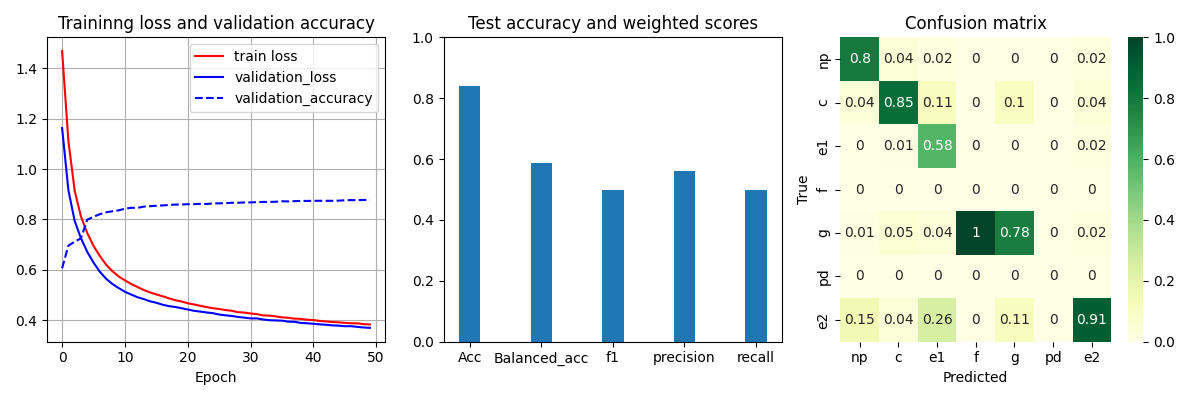 Traininng loss and validation accuracy
train loss
validation_loss
validation_accuracy
1.4
1.2
1.0
0.8
0.6
0.4
0 10 20 30 40 50
Epoch
Test accuracy and weighted scores
1.0
0.8
0.6
0.4
0.2
0.0
Acc Balanced_acc f1 precision recall
Confusion matrix
True
np 0.8 0.04 0.02 0 0 0 0.02
c 0.04 0.85 0.11 0 0.1 0 0.04
e1 0 0.01 0.58 0 0 0 0.02
f 0 0 0 0 0 0 0
g 0.01 0.05 0.04 1 0.78 0 0.02
pd 0 0 0 0 0 0 0
e2 0.15 0.04 0.26 0 0.11 0 0.91
np c e1 f g pd e2
Predicted
1.0
0.8
0.6
0.4
0.2
0.0